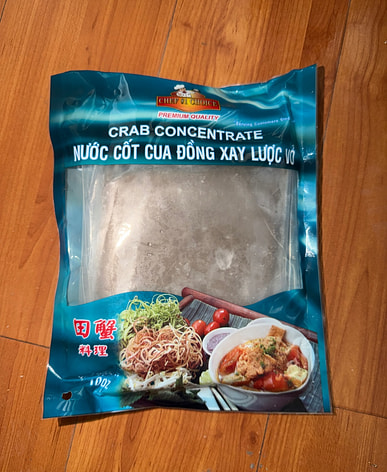 CHEF'S CHOICE
PREMIUM QUALITY
CRAB CONCENTRATE
NƯỚC CỐT CUA ĐỒNG XAY LƯỢC VỎ
田蟹
料理